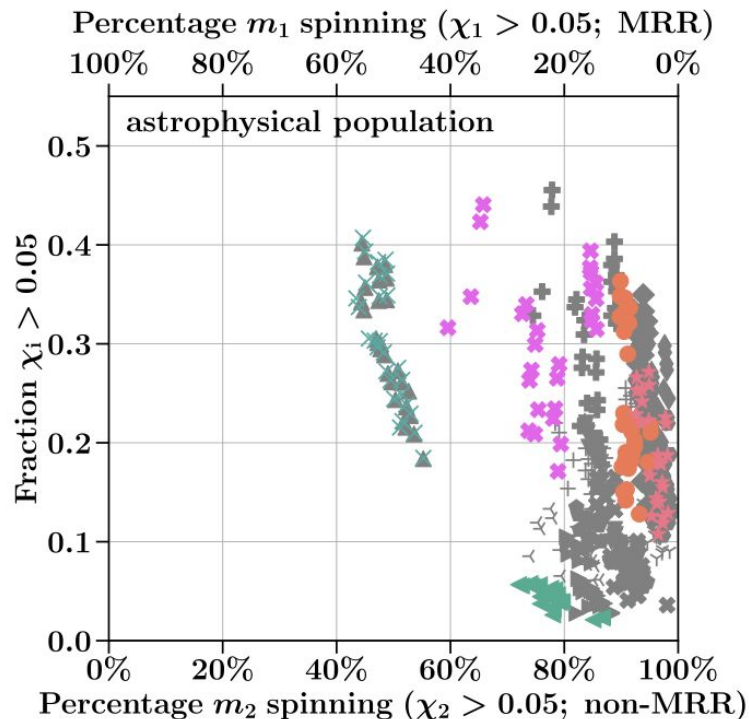 Percentage m₁ spinning (χ₁ > 0.05; MRR)
100% 80% 60% 40% 20% 0%
astrophysical population
0.5
0.4
0.3
0.2
0.1
0.0
Fraction χᵢ > 0.05
0% 20% 40% 60% 80% 100%
Percentage m₂ spinning (χ₂ > 0.05; non-MRR)